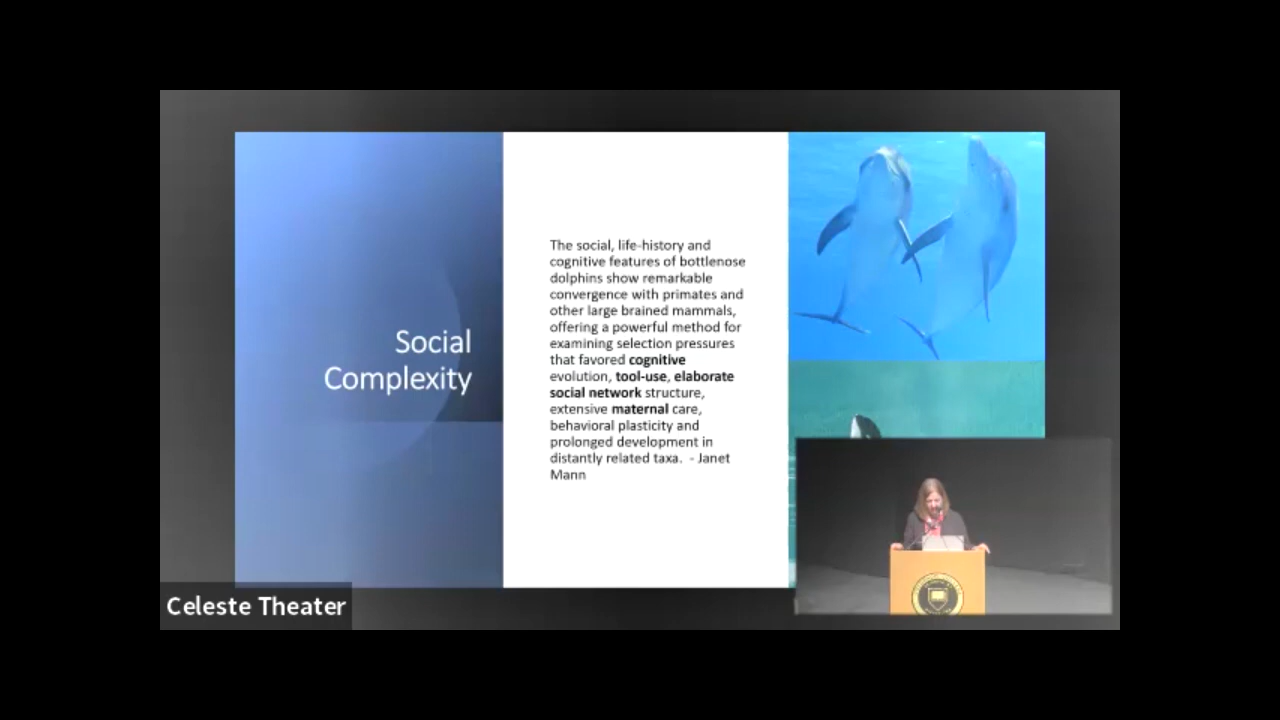 Social
Complexity
The social, life-history and
cognitive features of bottlenose
dolphins show remarkable
convergence with primates and
other large brained mammals,
offering a powerful method for
examining selection pressures
that favored cognitive
evolution, tool-use, elaborate
social network structure,
extensive maternal care,
behavioral plasticity and
prolonged development in
distantly related taxa.  - Janet
Mann
Celeste Theater